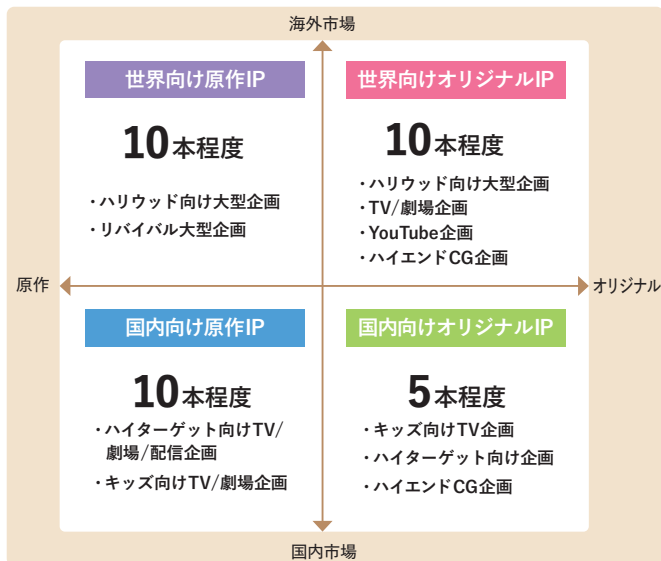 海外市場
世界向け原作IP
10本程度
・ハリウッド向け大型企画
・リバイバル大型企画
世界向けオリジナルIP
10本程度
・ハリウッド向け大型企画
・TV/劇場企画
・YouTube企画
・ハイエンドCG企画
原作
オリジナル
国内向け原作IP
10本程度
・ハイターゲット向けTV/
劇場/配信企画
・キッズ向けTV/劇場企画
国内向けオリジナルIP
5本程度
・キッズ向けTV企画
・ハイターゲット向け企画
・ハイエンドCG企画
国内市場